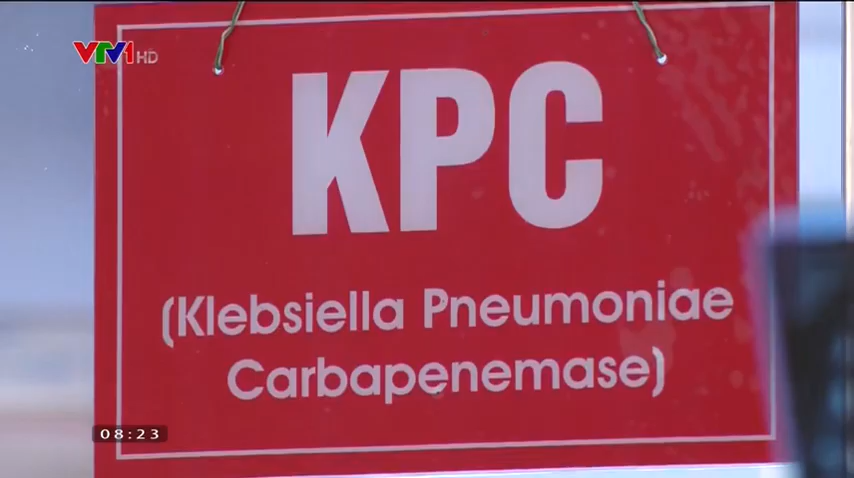 VTV1 HD
KPC
(Klebsiella Pneumoniae
Carbapenemase)
08:23